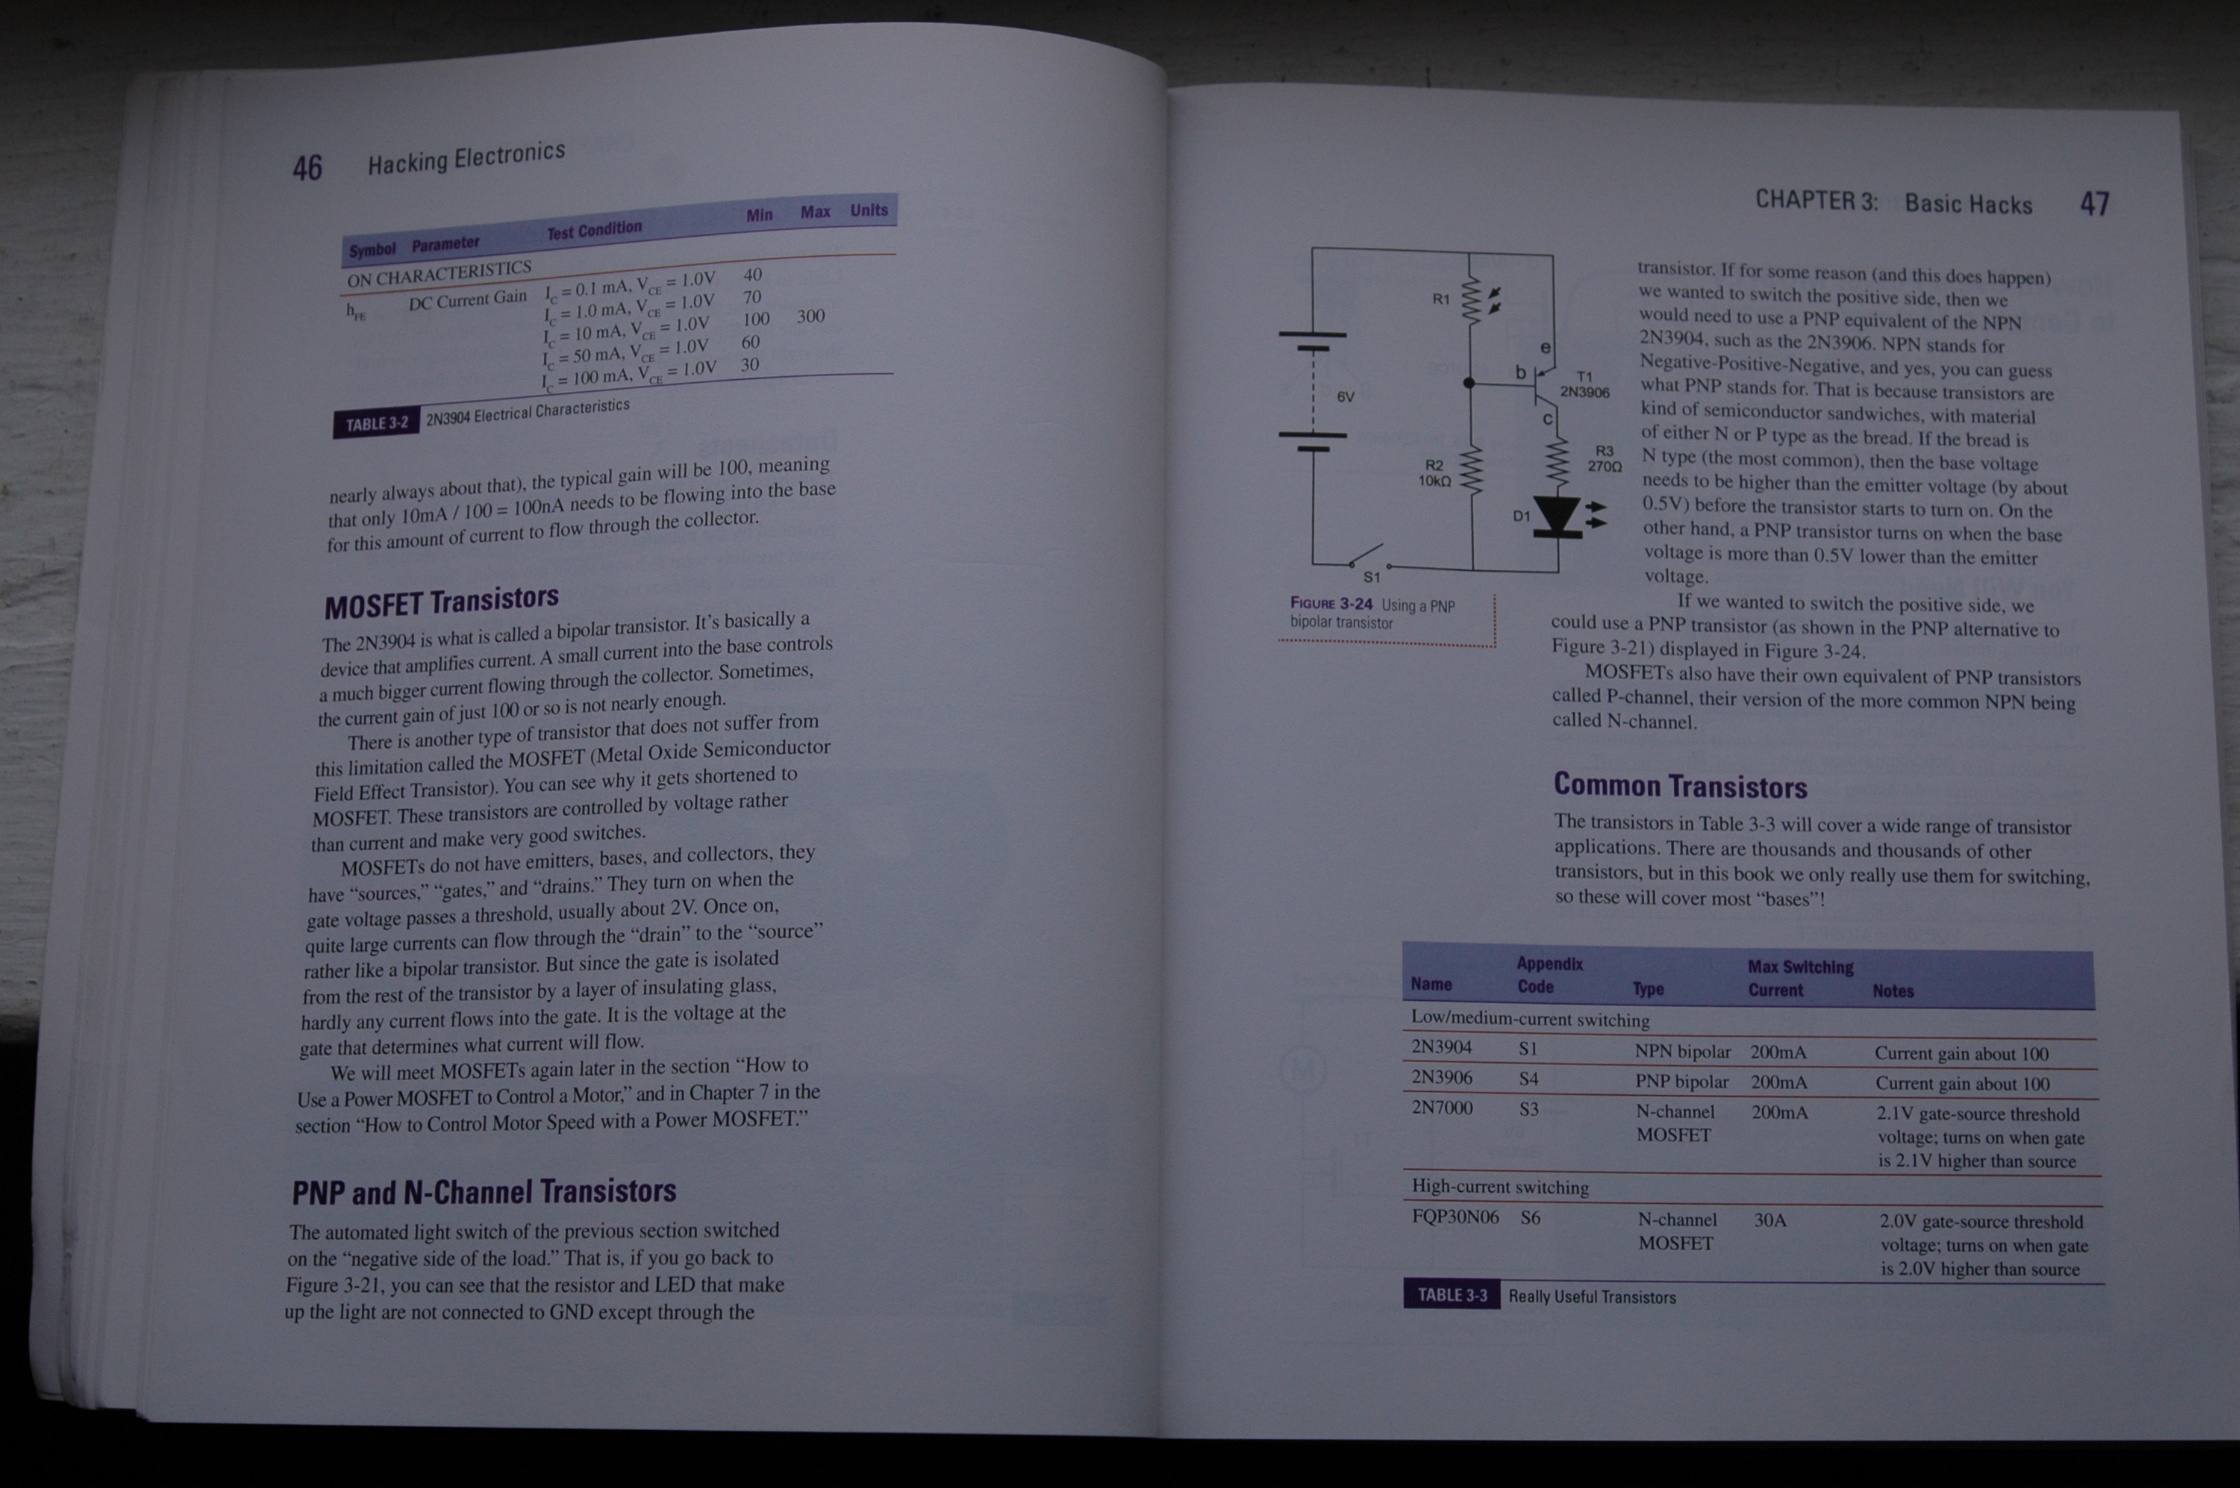 46 Hacking Electronics
Symbol Parameter Test Condition Min Max Units
ON CHARACTERISTICS
hFE DC Current Gain IC = 0.1 mA, VCE = 1.0V 40
IC = 1.0 mA, VCE = 1.0V 70
IC = 10 mA, VCE = 1.0V 100 300
IC = 50 mA, VCE = 1.0V 60
IC = 100 mA, VCE = 1.0V 30
TABLE 3-2 2N3904 Electrical Characteristics
nearly always about that), the typical gain will be 100, meaning
that only 10mA / 100 = 100nA needs to be flowing into the base
for this amount of current to flow through the collector.
MOSFET Transistors
The 2N3904 is what is called a bipolar transistor. It's basically a
device that amplifies current. A small current into the base controls
a much bigger current flowing through the collector. Sometimes,
the current gain of just 100 or so is not nearly enough.
There is another type of transistor that does not suffer from
this limitation called the MOSFET (Metal Oxide Semiconductor
Field Effect Transistor). You can see why it gets shortened to
MOSFET. These transistors are controlled by voltage rather
than current and make very good switches.
MOSFETs do not have emitters, bases, and collectors, they
have “sources,” “gates,” and “drains.” They turn on when the
gate voltage passes a threshold, usually about 2V. Once on,
quite large currents can flow through the “drain” to the “source”
rather like a bipolar transistor. But since the gate is isolated
from the rest of the transistor by a layer of insulating glass,
hardly any current flows into the gate. It is the voltage at the
gate that determines what current will flow.
We will meet MOSFETs again later in the section “How to
Use a Power MOSFET to Control a Motor,” and in Chapter 7 in the
section “How to Control Motor Speed with a Power MOSFET.”
PNP and N-Channel Transistors
The automated light switch of the previous section switched
on the “negative side of the load.” That is, if you go back to
Figure 3-21, you can see that the resistor and LED that make
up the light are not connected to GND except through the
CHAPTER 3: Basic Hacks 47
R1
e
b
T1
2N3906
6V
c
R3
270Ω
R2
10kΩ
D1
S1
FIGURE 3-24 Using a PNP
bipolar transistor
transistor. If for some reason (and this does happen)
we wanted to switch the positive side, then we
would need to use a PNP equivalent of the NPN
2N3904, such as the 2N3906. NPN stands for
Negative-Positive-Negative, and yes, you can guess
what PNP stands for. That is because transistors are
kind of semiconductor sandwiches, with material
of either N or P type as the bread. If the bread is
N type (the most common), then the base voltage
needs to be higher than the emitter voltage (by about
0.5V) before the transistor starts to turn on. On the
other hand, a PNP transistor turns on when the base
voltage is more than 0.5V lower than the emitter
voltage.
If we wanted to switch the positive side, we
could use a PNP transistor (as shown in the PNP alternative to
Figure 3-21) displayed in Figure 3-24.
MOSFETs also have their own equivalent of PNP transistors
called P-channel, their version of the more common NPN being
called N-channel.
Common Transistors
The transistors in Table 3-3 will cover a wide range of transistor
applications. There are thousands and thousands of other
transistors, but in this book we only really use them for switching,
so these will cover most “bases”!
Name Appendix Code Type Max Switching Current Notes
Low/medium-current switching
2N3904 S1 NPN bipolar 200mA Current gain about 100
2N3906 S4 PNP bipolar 200mA Current gain about 100
2N7000 S3 N-channel 200mA 2.1V gate-source threshold
MOSFET voltage; turns on when gate
is 2.1V higher than source
High-current switching
FQP30N06 S6 N-channel 30A 2.0V gate-source threshold
MOSFET voltage; turns on when gate
is 2.0V higher than source
TABLE 3-3 Really Useful Transistors